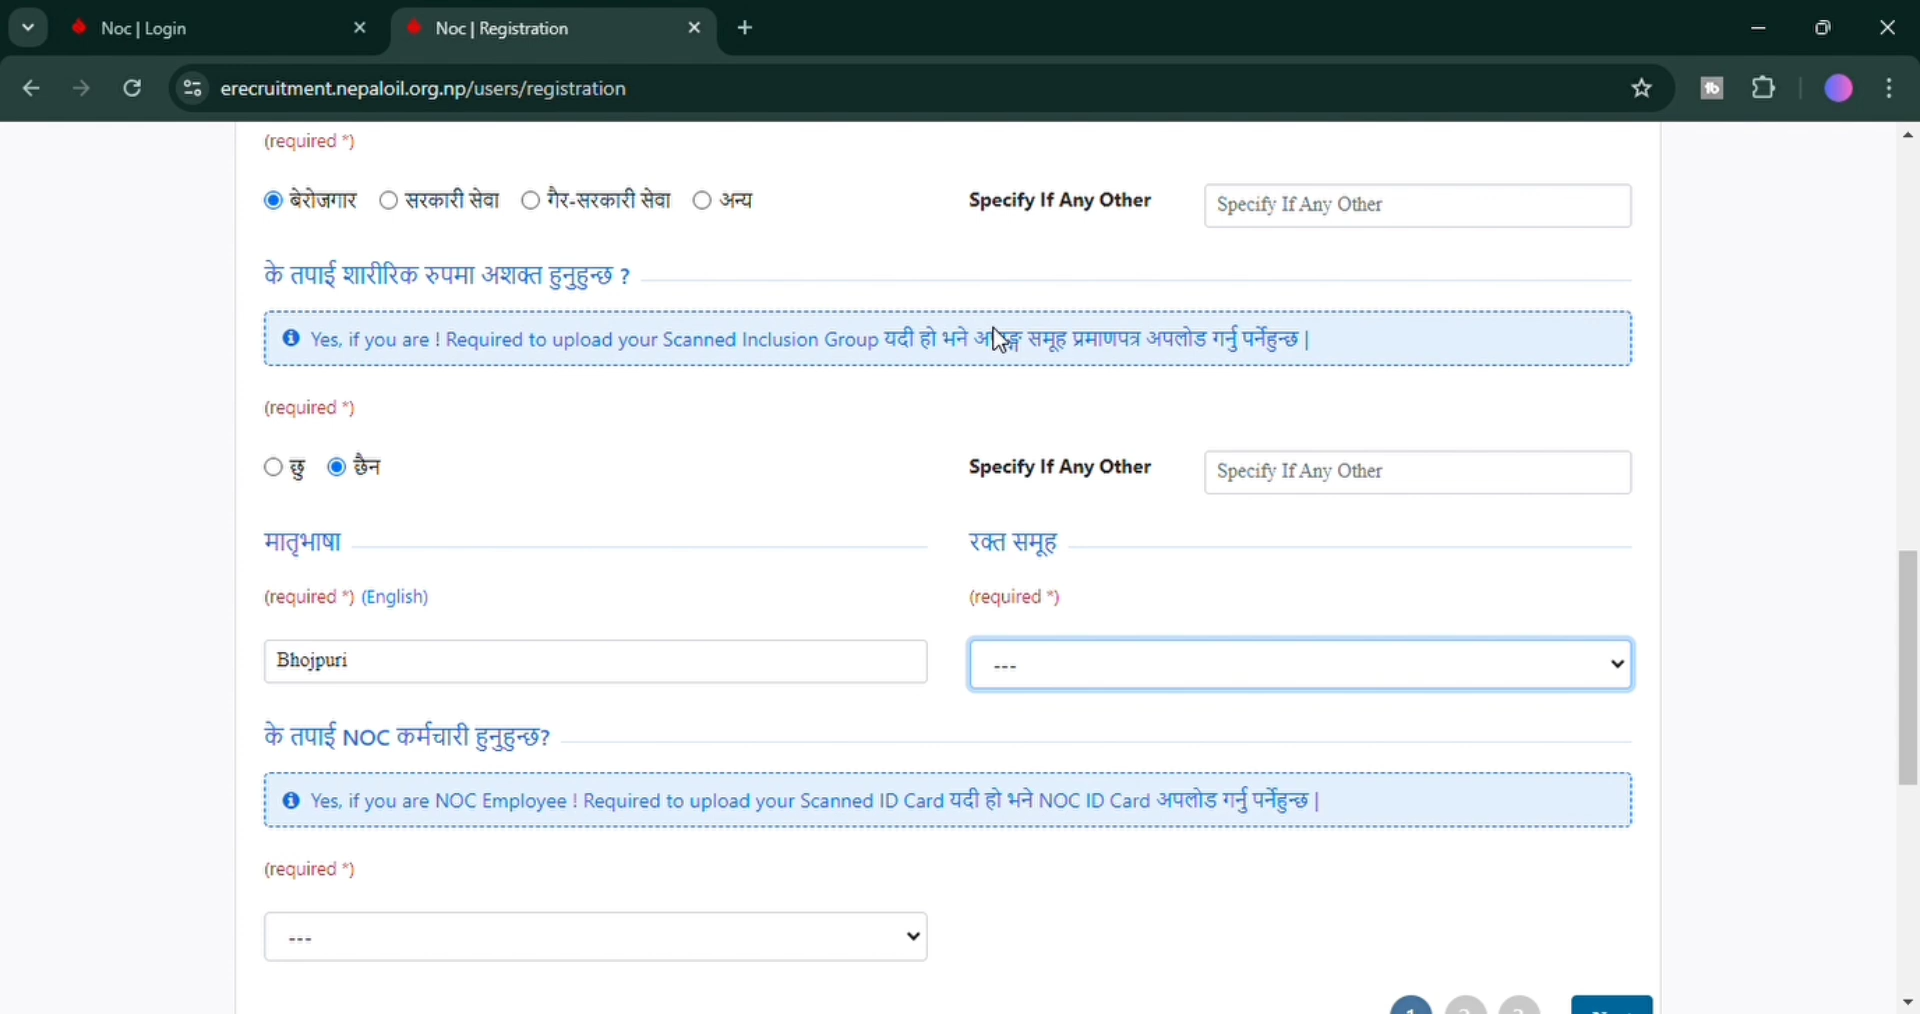 Noc | Login
Noc | Registration
erecruitment.nepaloil.org.np/users/registration
(required *)
बेरोजगार सरकारी सेवा गैर-सरकारी सेवा अन्य
Specify If Any Other
Specify If Any Other
के तपाई शारीरिक रुपमा अशक्त हुनुहुन्छ ?
Yes, if you are ! Required to upload your Scanned Inclusion Group यदी हो भने समूह प्रमाणपत्र अपलोड गर्नु पर्नेहुन्छ |
(required *)
छु छैन
Specify If Any Other
Specify If Any Other
मातृभाषा
रक्त समूह
(required *) (English)
(required *)
Bhojpuri
---
के तपाई NOC कर्मचारी हुनुहुन्छ?
Yes, if you are NOC Employee ! Required to upload your Scanned ID Card यदी हो भने NOC ID Card अपलोड गर्नु पर्नेहुन्छ |
(required *)
---